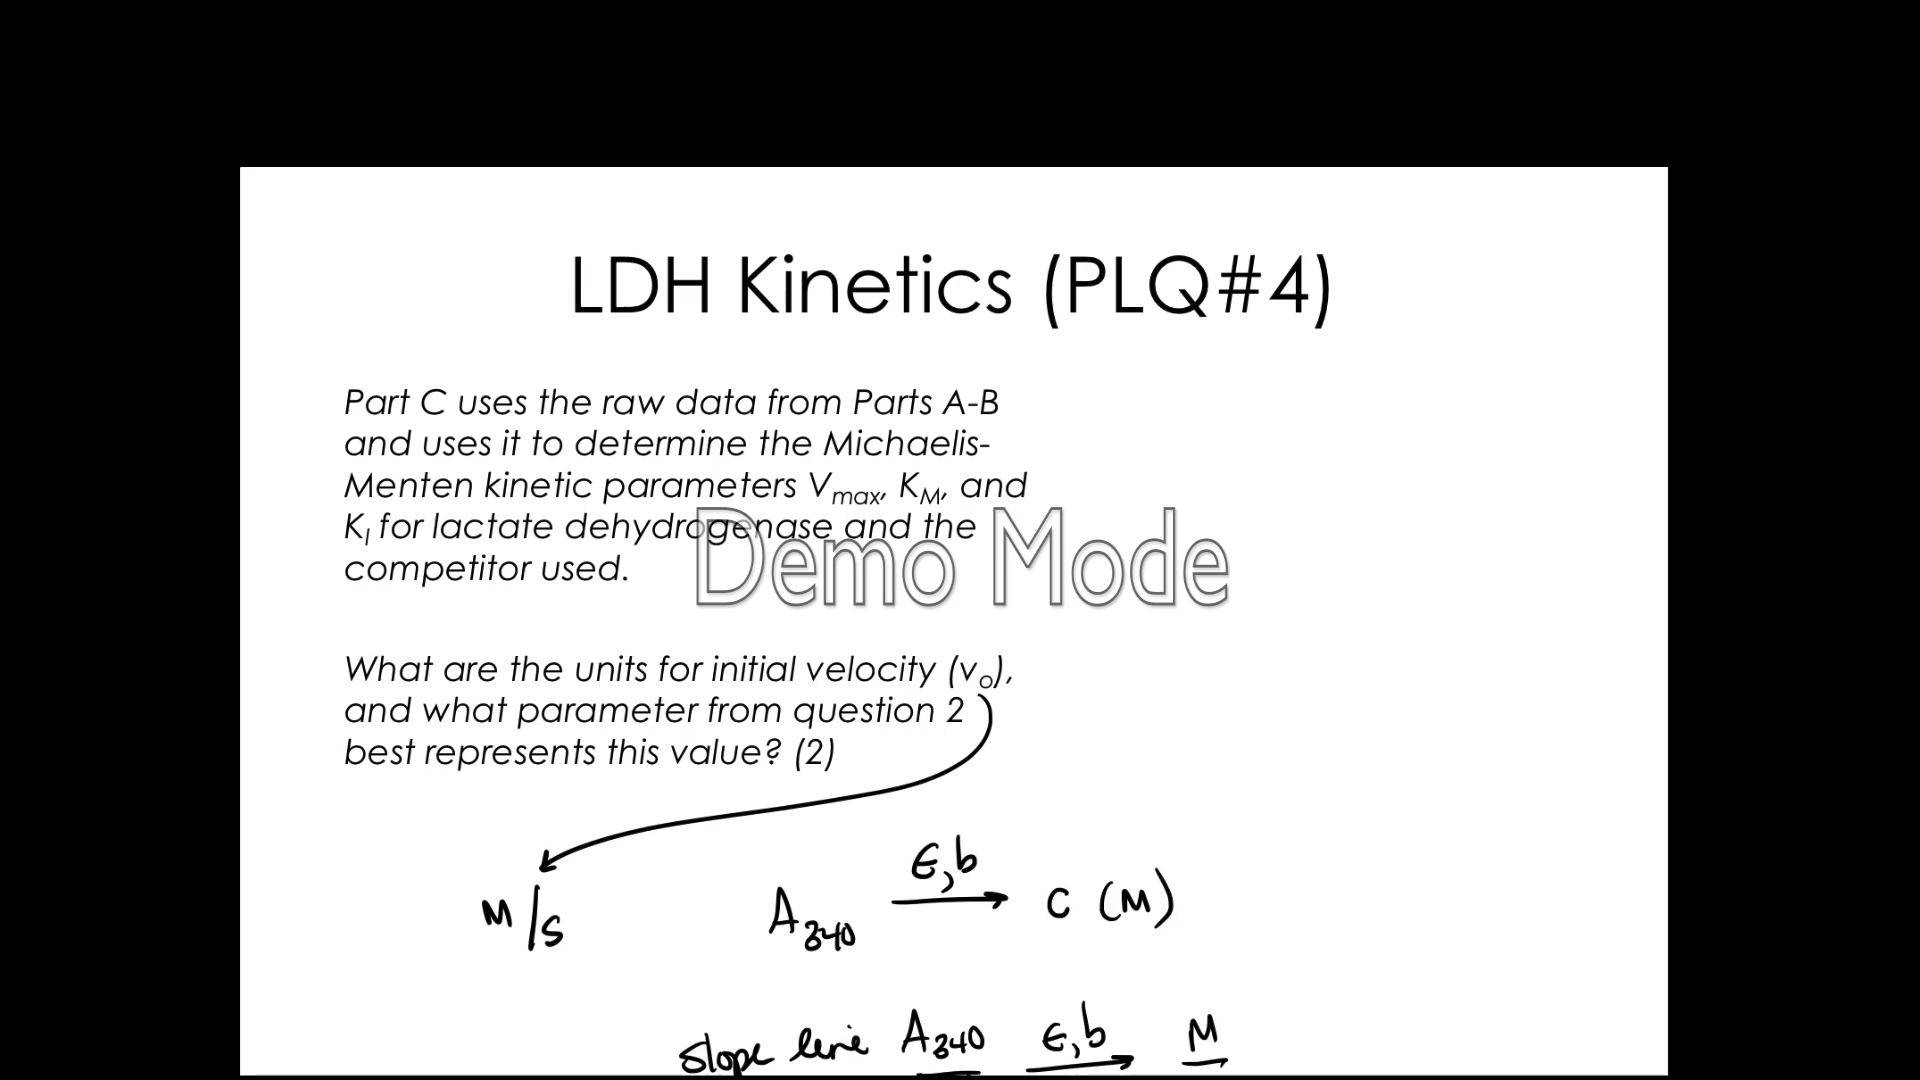 LDH Kinetics (PLQ#4)
Part C uses the raw data from Parts A-B
and uses it to determine the Michaelis-
Menten kinetic parameters Vmax, KM, and
KI for lactate dehydrogenase and the
competitor used.
Demo Mode
What are the units for initial velocity (vo),
and what parameter from question 2
best represents this value? (2)
M/S
A340 ϵ,b → C (M)
slope line A340 ϵ,b → M